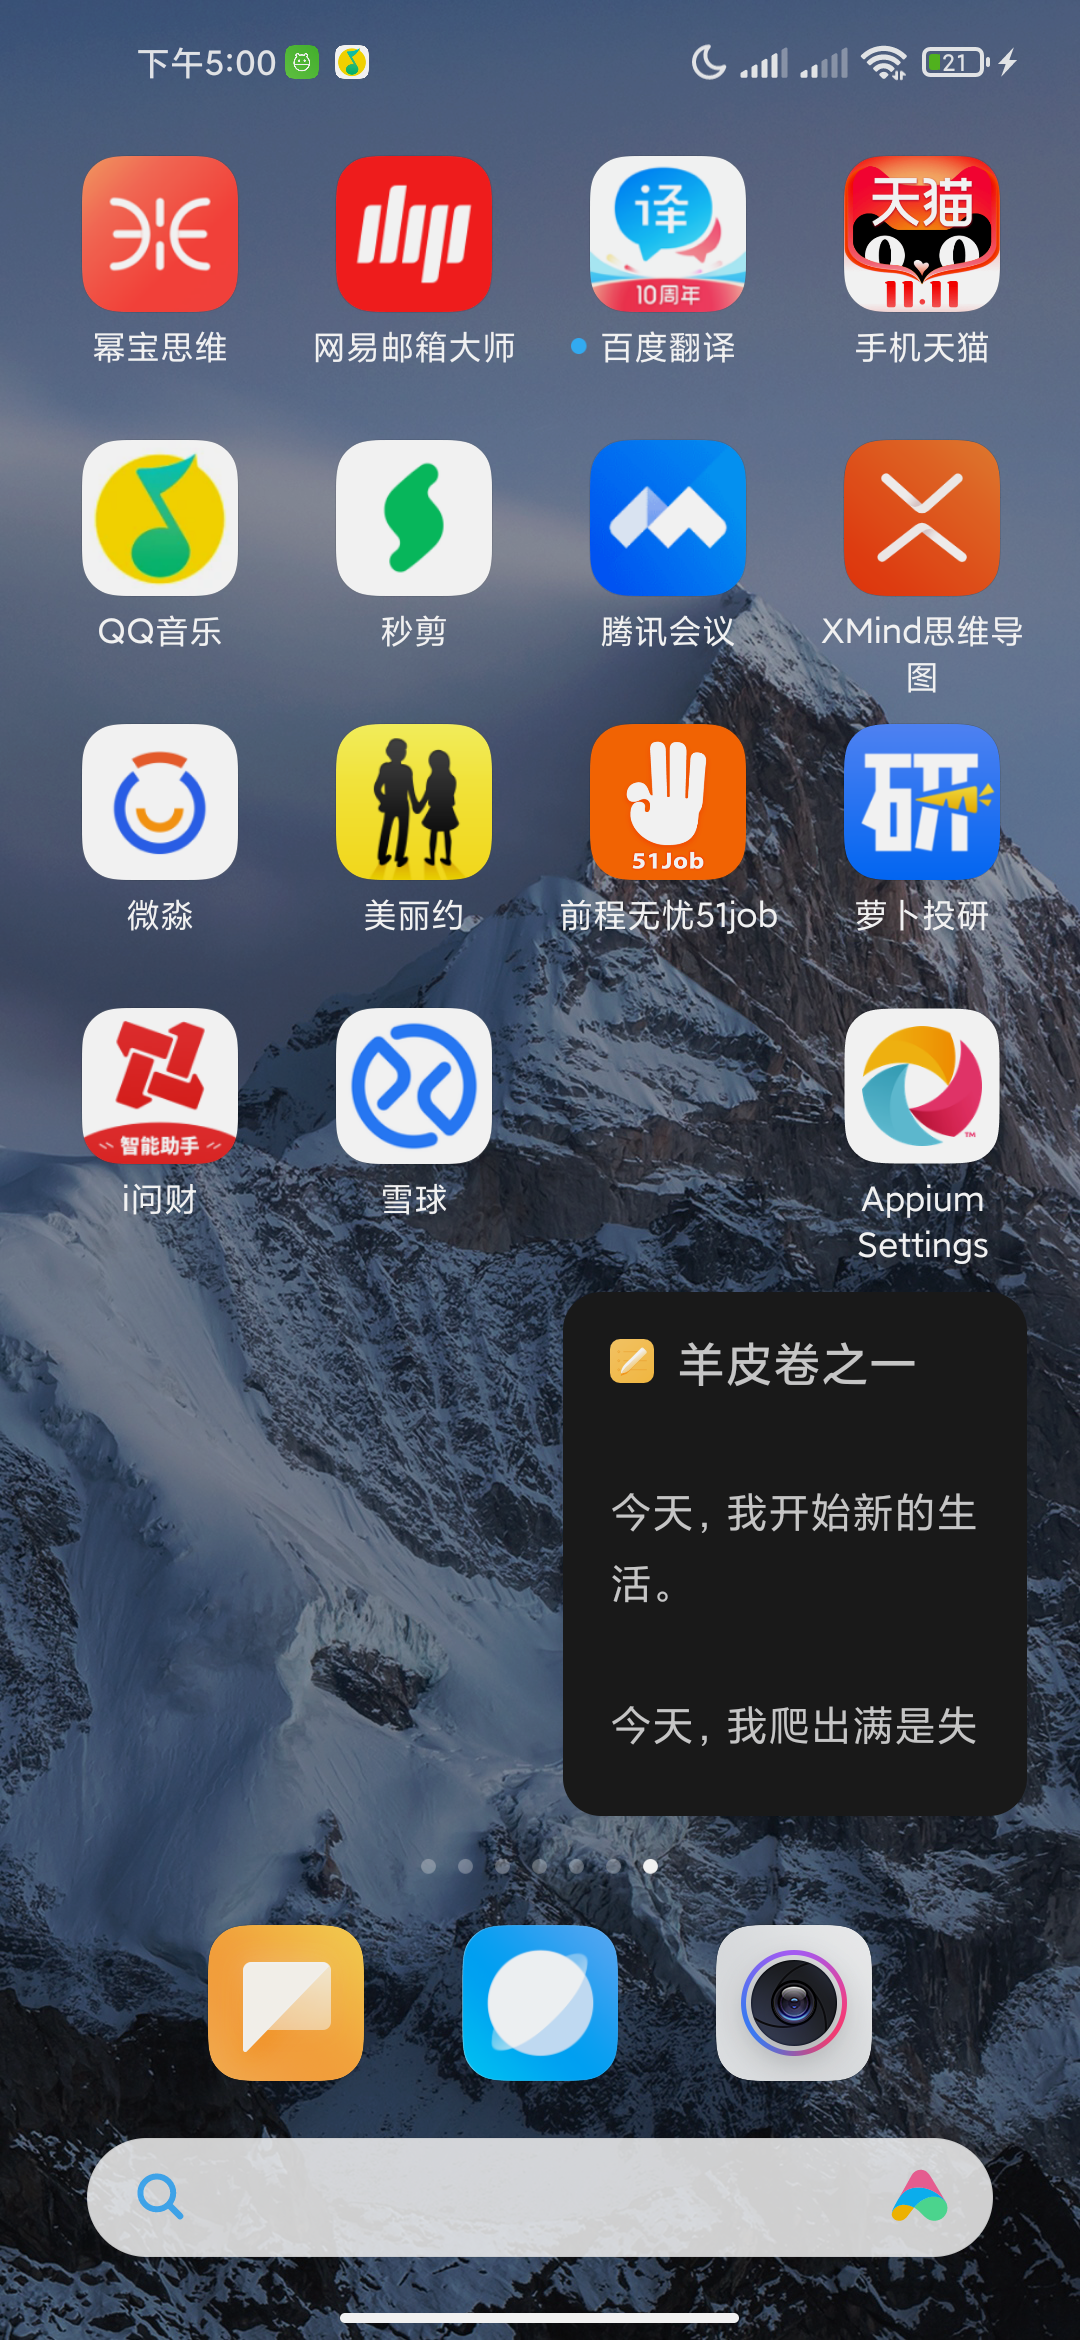 下午5:00
21
译
10周年
天猫
11.11
幂宝思维
网易邮箱大师
百度翻译
手机天猫
QQ音乐
秒剪
腾讯会议
XMind思维导
图
51Job
研
微淼
美丽约
前程无忧51job
萝卜投研
智能助手
TM
i问财
雪球
Appium
Settings
羊皮卷之一
今天，我开始新的生
活。
今天，我爬出满是失